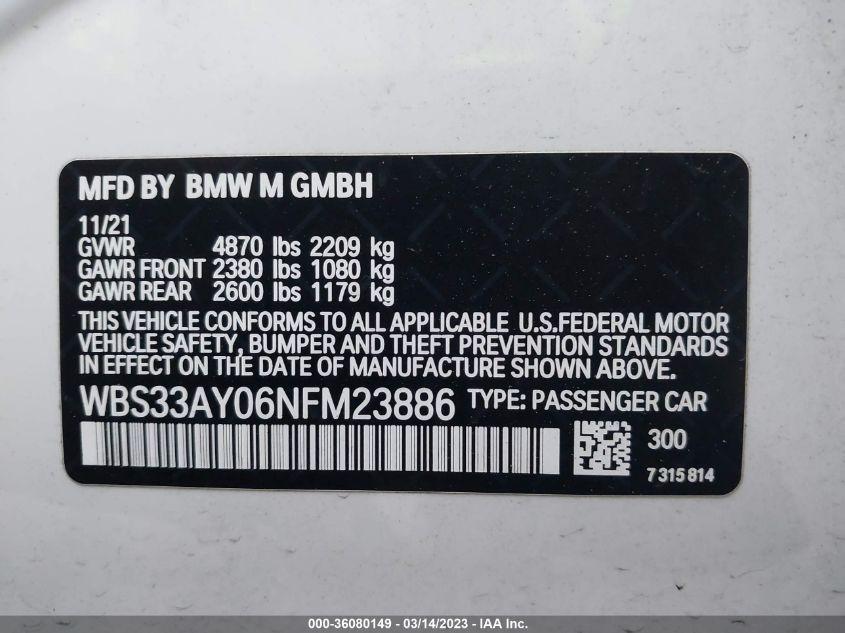 MFD BY BMW M GMBH
11/21
GVWR 4870 lbs 2209 kg
GAWR FRONT 2380 lbs 1080 kg
GAWR REAR 2600 lbs 1179 kg
THIS VEHICLE CONFORMS TO ALL APPLICABLE U.S.FEDERAL MOTOR
VEHICLE SAFETY, BUMPER AND THEFT PREVENTION STANDARDS
IN EFFECT ON THE DATE OF MANUFACTURE SHOWN ABOVE.
WBS33AY06NFM23886 TYPE: PASSENGER CAR
300
7315814
000-36080149 - 03/14/2023 - IAA Inc.